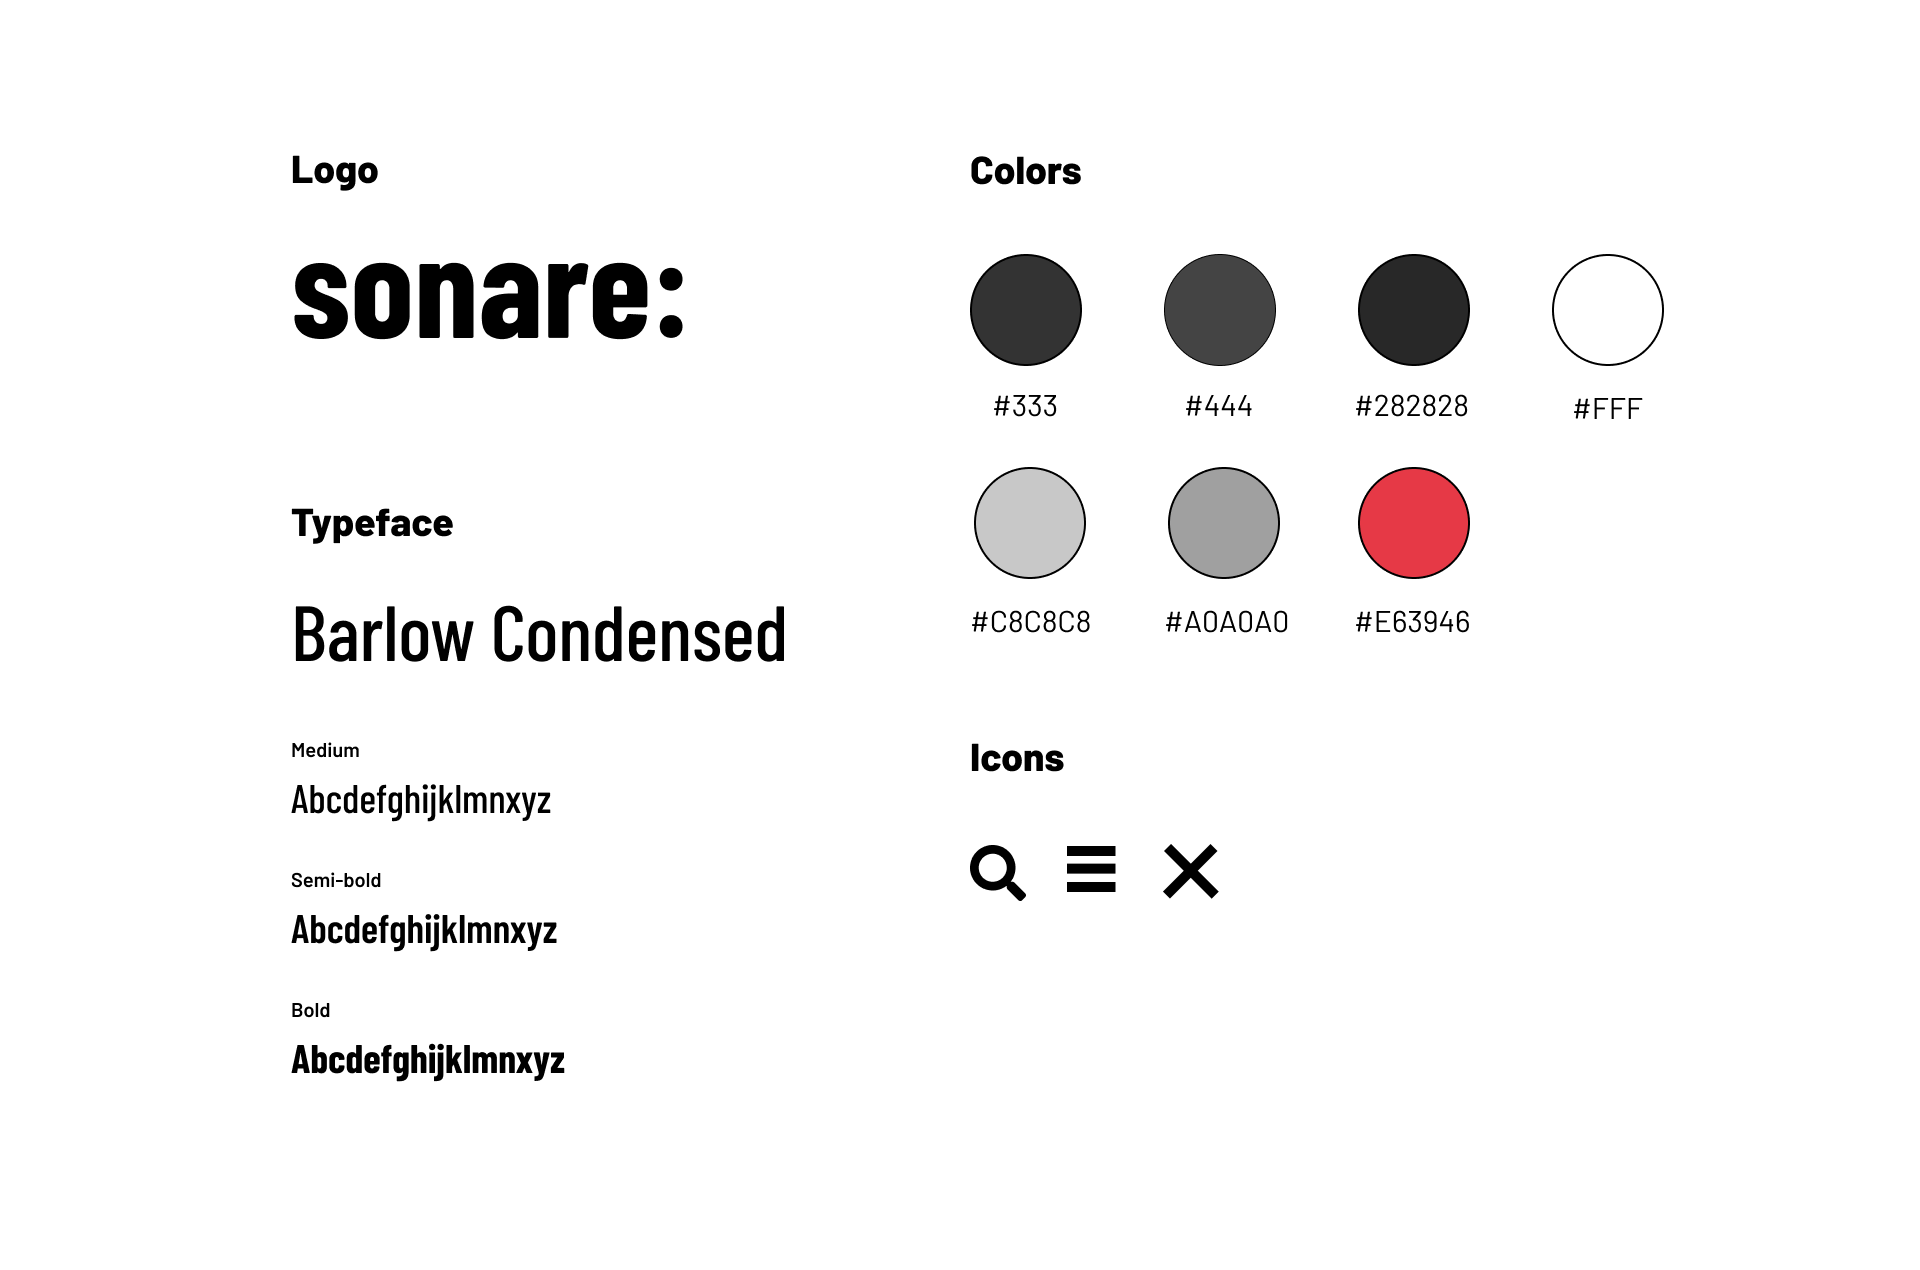 Logo
sonare:
Typeface
Barlow Condensed
Medium
Abcdefghijklmnxyz
Semi-bold
Abcdefghijklmnxyz
Bold
Abcdefghijklmnxyz
Colors
#333 #444 #282828 #FFF
#C8C8C8 #A0A0A0 #E63946
Icons